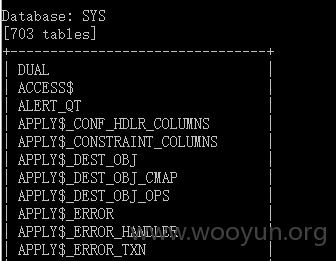 Database: SYS
[703 tables]
+-------------------------------+
| DUAL |
| ACCESS$ |
| ALERT_QT |
| APPLY$_CONF_HDLR_COLUMNS |
| APPLY$_CONSTRAINT_COLUMNS |
| APPLY$_DEST_OBJ |
| APPLY$_DEST_OBJ_CMAP |
| APPLY$_DEST_OBJ_OPS |
| APPLY$_ERROR |
| APPLY$_ERROR_HANDLER |
| APPLY$_ERROR_TXN |
www.wooyun.org